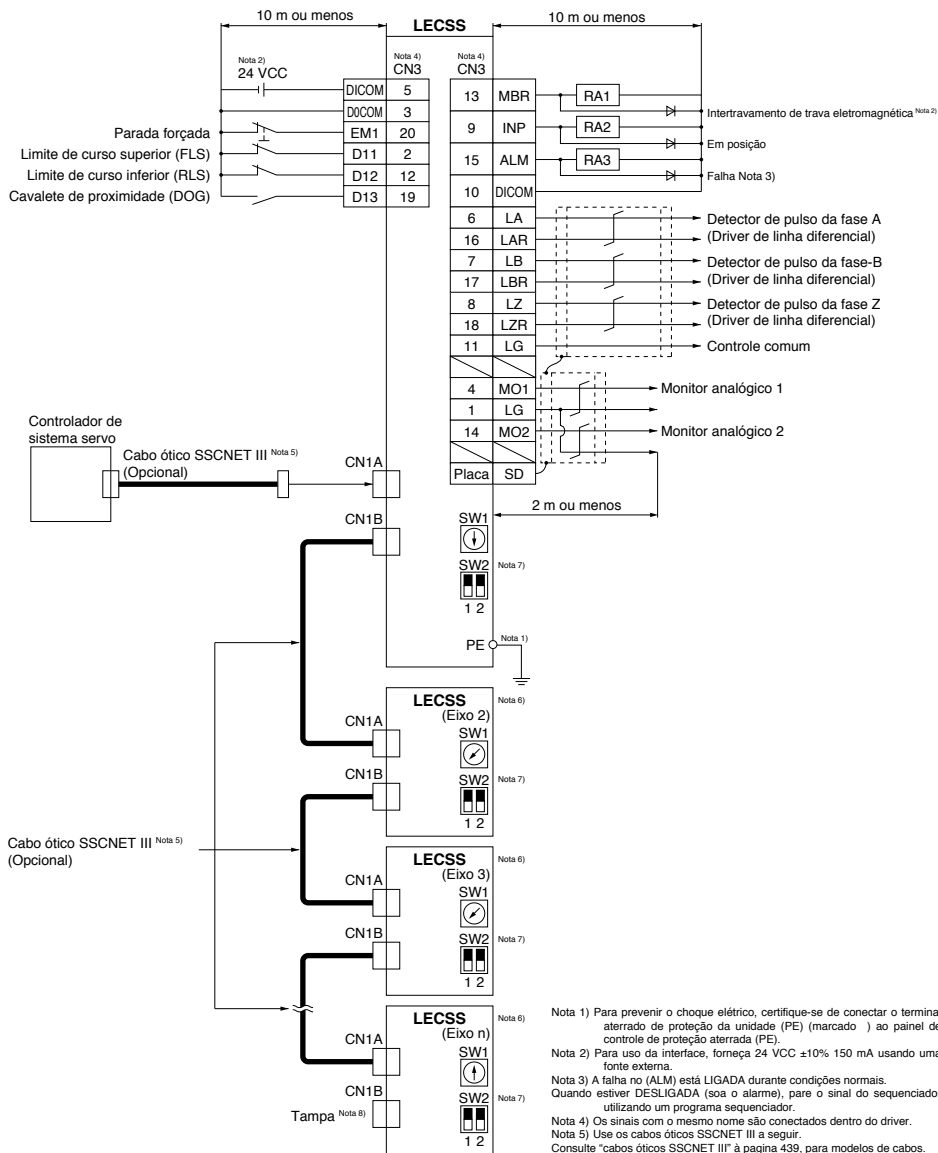 10 m ou menos
LECSS
10 m ou menos
Nota 2)
24 VCC
Nota 4)
CN3
Nota 4)
CN3
DICOM 5
D0COM 3
Parada forçada EM1 20
Limite de curso superior (FLS) D11 2
Limite de curso inferior (RLS) D12 12
Cavalete de proximidade (DOG) D13 19
13 MBR RA1
Intertravamento de trava eletromagnética Nota 2)
9 INP RA2
Em posição
15 ALM RA3
Falha Nota 3)
10 DICOM
6 LA Detector de pulso da fase A
16 LAR (Driver de linha diferencial)
7 LB Detector de pulso da fase-B
17 LBR (Driver de linha diferencial)
8 LZ Detector de pulso da fase Z
18 LZR (Driver de linha diferencial)
11 LG Controle comum
4 MO1 Monitor analógico 1
1 LG
14 MO2 Monitor analógico 2
Placa SD
2 m ou menos
Controlador de
sistema servo
Cabo ótico SSCNET III Nota 5)
(Opcional)
CN1A
CN1B
SW1
SW2 Nota 7)
1 2
PE Nota 1)
LECSS Nota 6)
(Eixo 2)
CN1A
SW1
CN1B
SW2 Nota 7)
1 2
Cabo ótico SSCNET III Nota 5)
(Opcional)
LECSS Nota 6)
(Eixo 3)
CN1A
SW1
CN1B
SW2 Nota 7)
1 2
LECSS Nota 6)
(Eixo n)
CN1A
SW1
CN1B
SW2 Nota 7)
Tampa Nota 8)
1 2
Nota 1) Para prevenir o choque elétrico, certifique-se de conectar o termina
aterrado de proteção da unidade (PE) (marcado ) ao painel de
controle de proteção aterrada (PE).
Nota 2) Para uso da interface, forneça 24 VCC ±10% 150 mA usando uma
fonte externa.
Nota 3) A falha no (ALM) está LIGADA durante condições normais.
Quando estiver DESLIGADA (soa o alarme), pare o sinal do sequenciado
utilizando um programa sequenciador.
Nota 4) Os sinais com o mesmo nome são conectados dentro do driver.
Nota 5) Use os cabos óticos SSCNET III a seguir.
Consulte “cabos óticos SSCNET III” à pagina 439, para modelos de cabos.